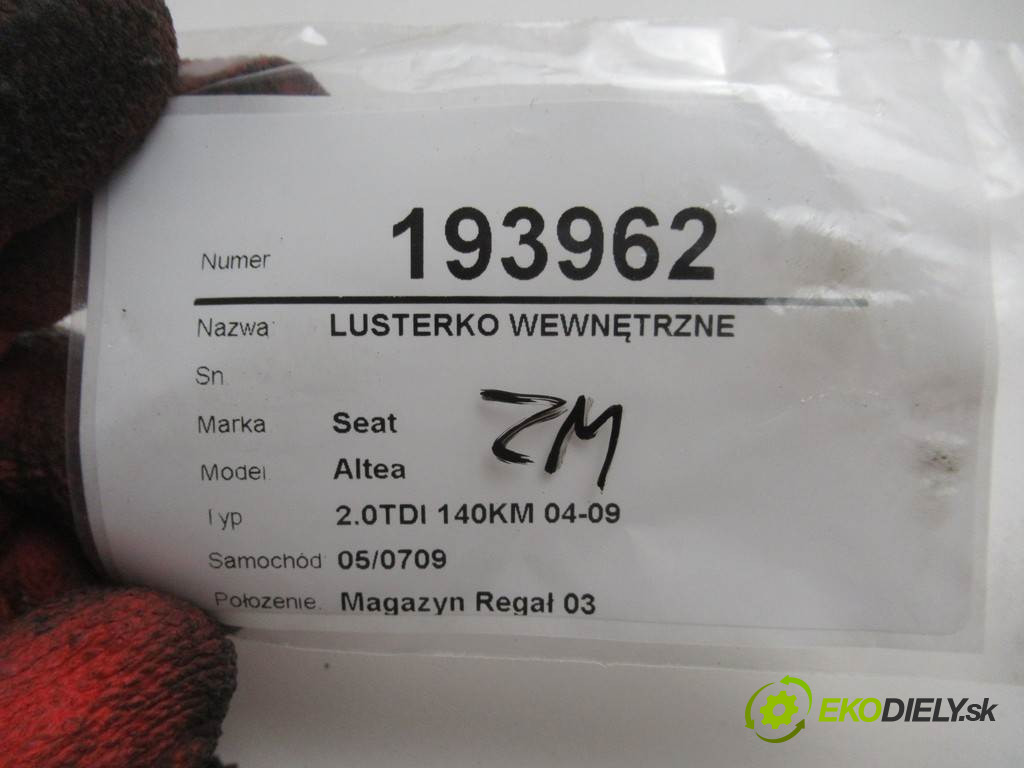 Numer 193962
Nazwa: LUSTERKO WEWNĘTRZNE
Sn
Marka Seat
ZM
Model Altea
Typ 2.0TDI 140KM 04-09
Samochód 05/0709
Położenie. Magazyn Regał 03
EKODIELY.sk